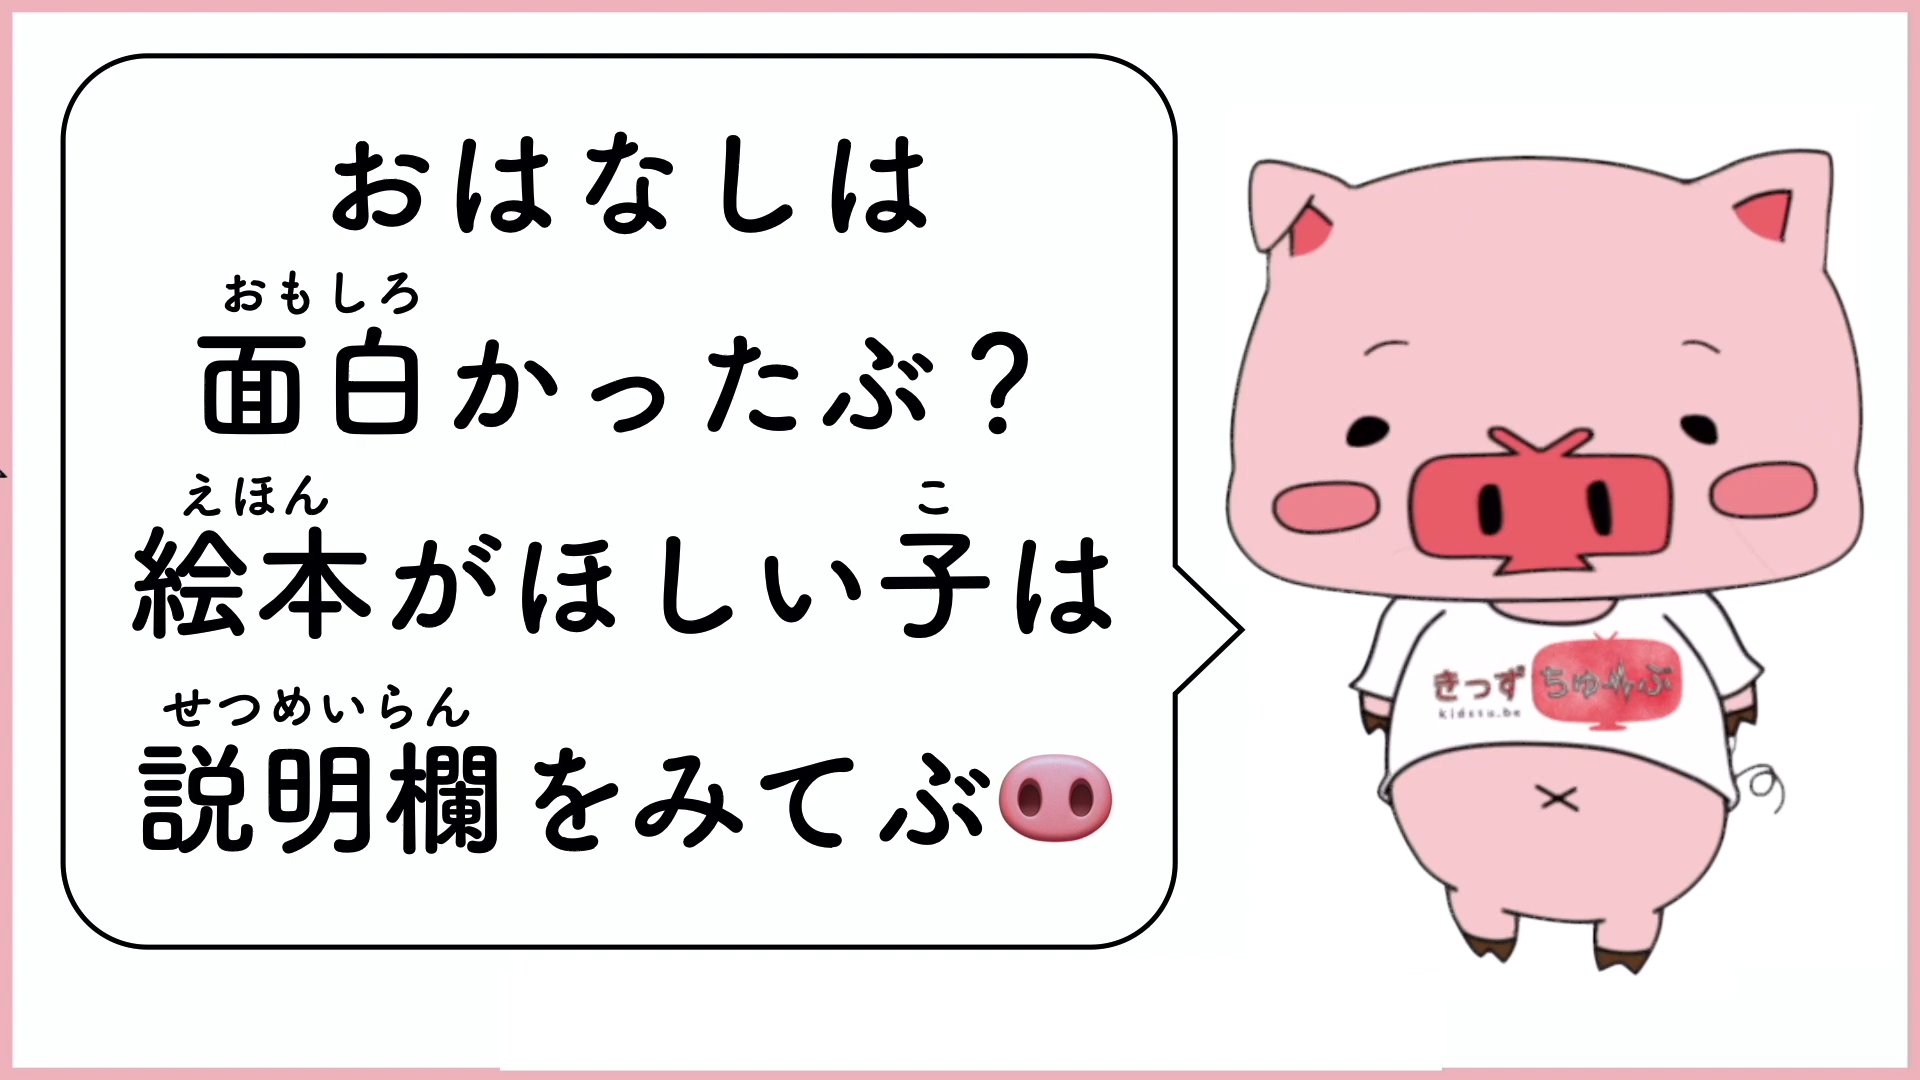 おはなしは
おもしろ
面白かったぶ？
えほん こ
絵本がほしい子は
せつめいらん
説明欄をみてぶ🐽
きっず ちゅーぶ
kidstu.be